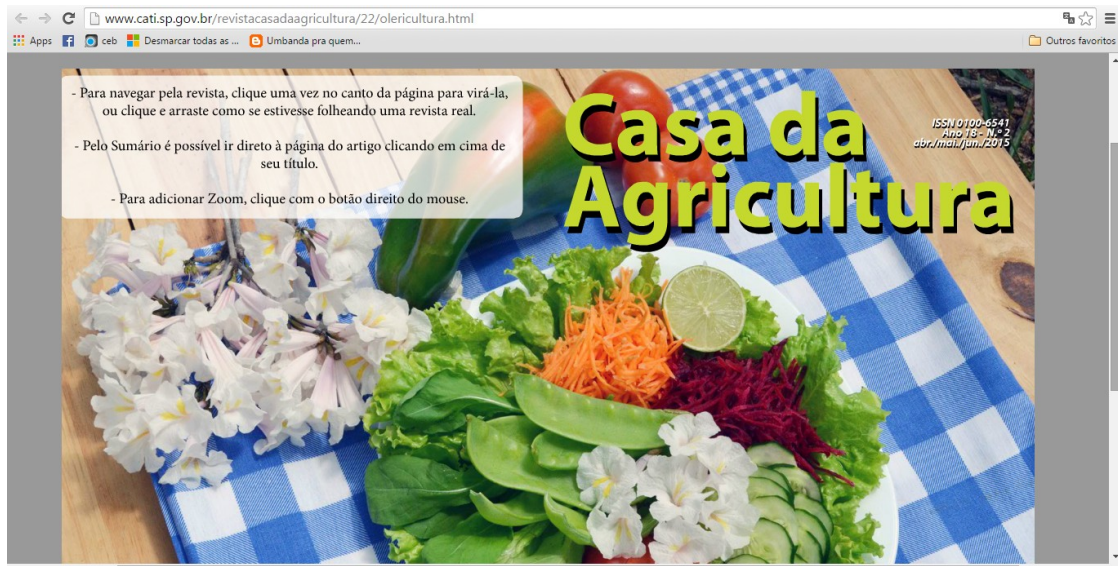 www.cati.sp.gov.br/revistacasadaagricultura/22/olericultura.html
Apps ceb Desmarcar todas as ... Umbanda pra quem... Outros favoritos
- Para navegar pela revista, clique uma vez no canto da página para virá-la,
ou clique e arraste como se estivesse folheando uma revista real.
- Pelo Sumário é possível ir direto à página do artigo clicando em cima de
seu título.
- Para adicionar Zoom, clique com o botão direito do mouse.
Casa da
Agricultura
ISSN 0100-6541
Ano 18 - N.º 2
abr./mai./jun./2015